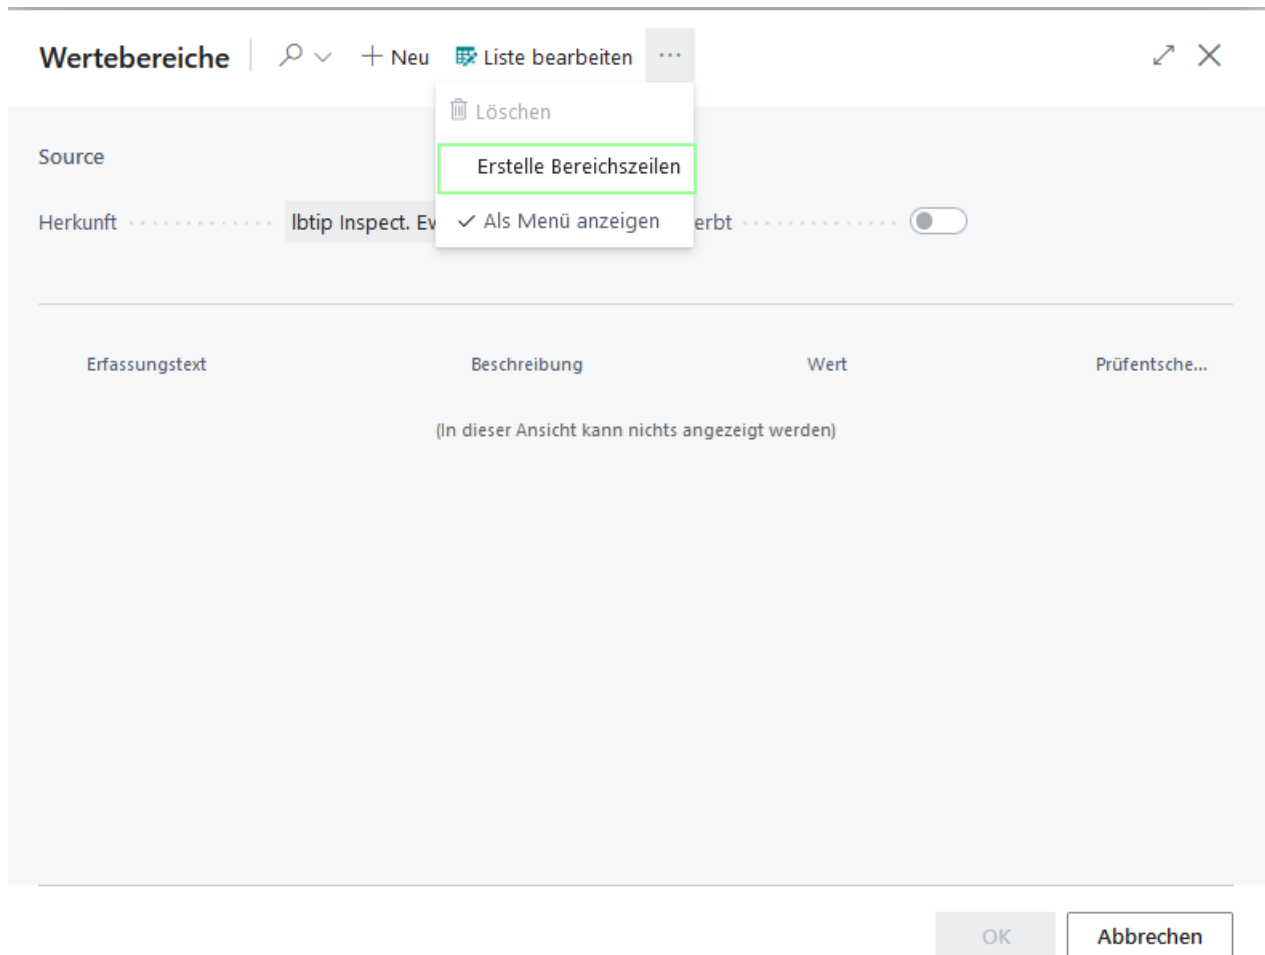 Wertebereiche Neu Liste bearbeiten ...
Löschen
Source
Erstelle Bereichszeilen
Herkunft lbtip Inspect. Ev
Als Menü anzeigen
erbt
Erfassungstext Beschreibung Wert Prüfentsche...
(In dieser Ansicht kann nichts angezeigt werden)
OK Abbrechen